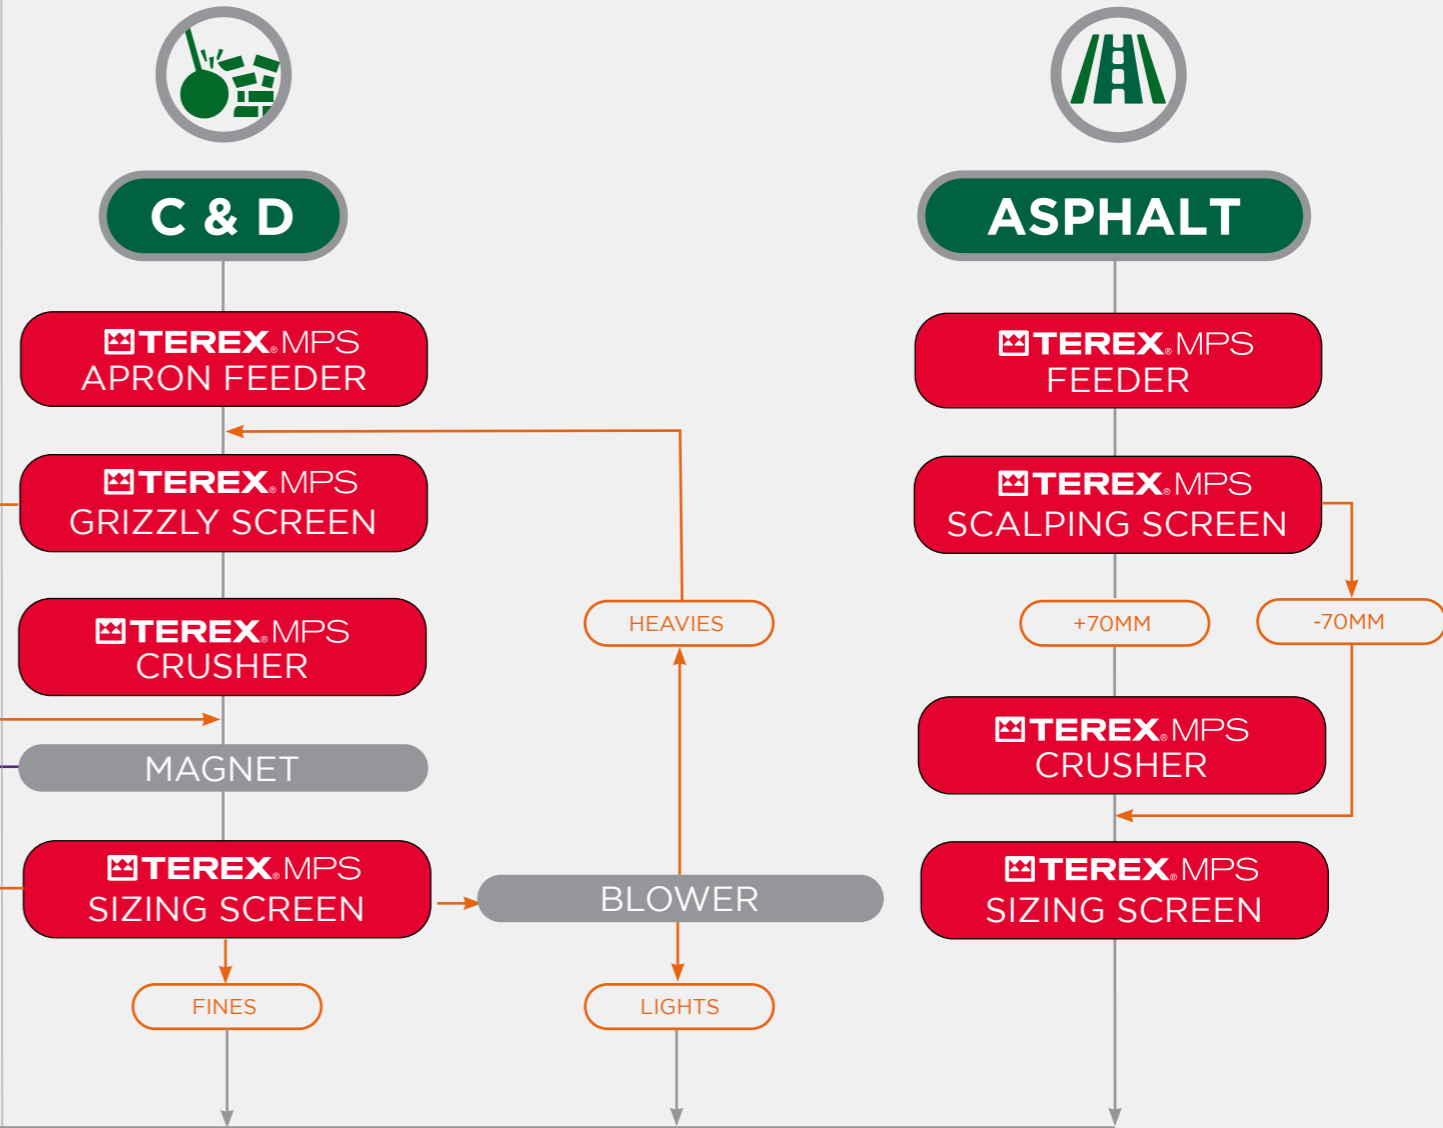 C & D
TEREX® MPS
APRON FEEDER
TEREX® MPS
GRIZZLY SCREEN
TEREX® MPS
CRUSHER
MAGNET
TEREX® MPS
SIZING SCREEN
FINES
HEAVIES
BLOWER
LIGHTS
ASPHALT
TEREX® MPS
FEEDER
TEREX® MPS
SCALPING SCREEN
+70MM
-70MM
TEREX® MPS
CRUSHER
TEREX® MPS
SIZING SCREEN